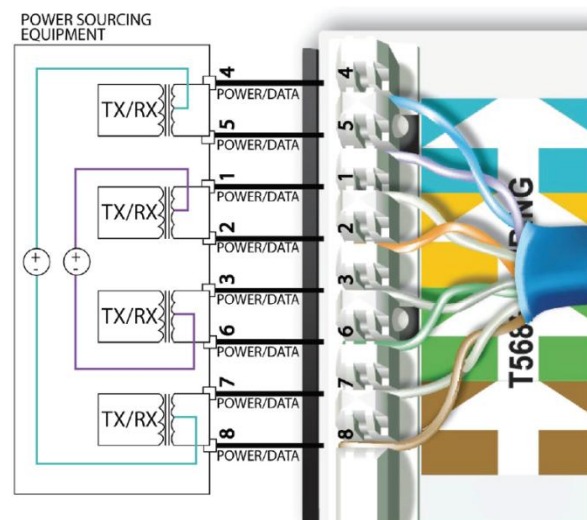 POWER SOURCING
EQUIPMENT
TX/RX
TX/RX
TX/RX
TX/RX
+
-
+
-
4
POWER/DATA
5
POWER/DATA
1
POWER/DATA
2
POWER/DATA
3
POWER/DATA
6
POWER/DATA
7
POWER/DATA
8
POWER/DATA
4
5
1
2
3
6
7
8